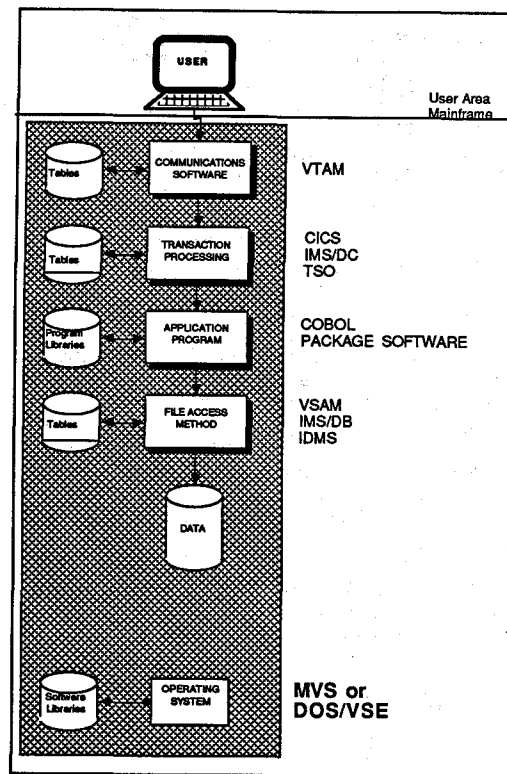 USER
User Area
Mainframe
Tables
COMMUNICATIONS
SOFTWARE
VTAM
Tables
TRANSACTION
PROCESSING
CICS
IMS/DC
TSO
Program
Libraries
APPLICATION
PROGRAM
COBOL
PACKAGE SOFTWARE
Tables
FILE ACCESS
METHOD
VSAM
IMS/DB
IDMS
DATA
Software
Libraries
OPERATING
SYSTEM
MVS or
DOS/VSE